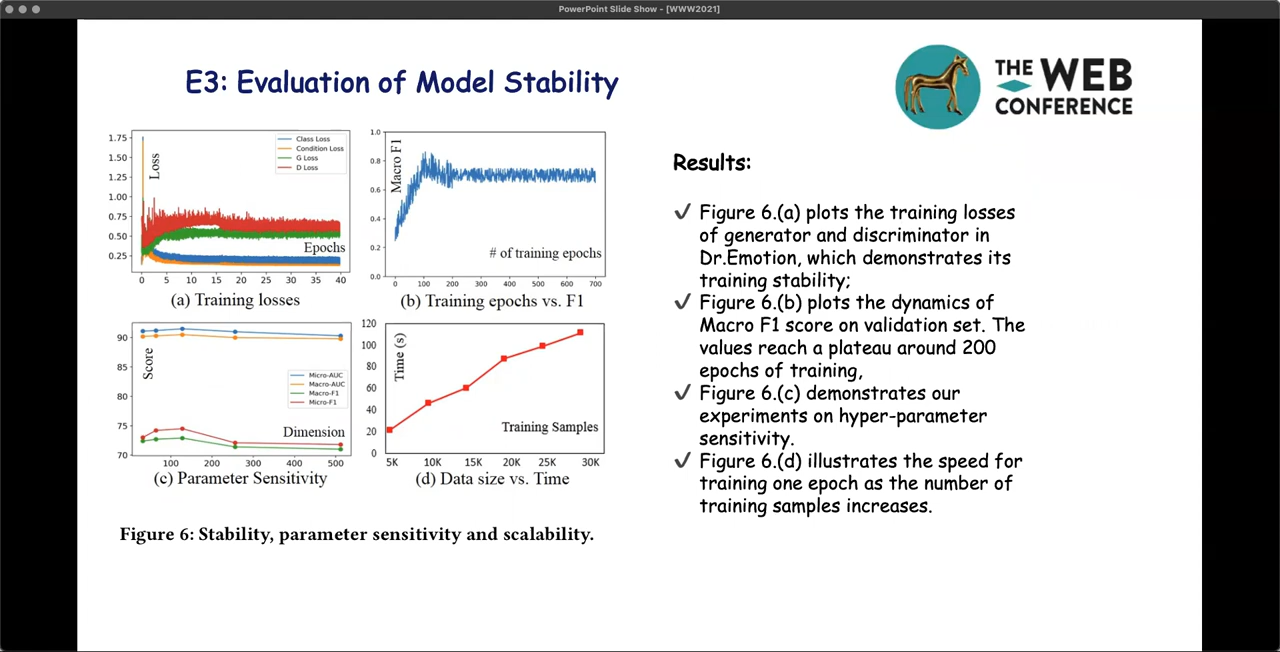 PowerPoint Slide Show - [WWW2021]
E3: Evaluation of Model Stability
THE WEB
CONFERENCE
1.75
1.50
1.25
1.00
0.75
0.50
0.25
Loss
Class Loss
Condition Loss
G Loss
D Loss
Epochs
0 5 10 15 20 25 30 35 40
(a) Training losses
1.0
0.8
0.6
0.4
0.2
0.0
Macro F1
# of training epochs
0 100 200 300 400 500 600 700
(b) Training epochs vs. F1
90
85
80
75
70
Score
Micro-AUC
Macro-AUC
Macro-F1
Micro-F1
Dimension
100 200 300 400 500
(c) Parameter Sensitivity
120
100
80
60
40
20
0
Time (s)
Training Samples
5K 10K 15K 20K 25K 30K
(d) Data size vs. Time
Figure 6: Stability, parameter sensitivity and scalability.
Results:
✓ Figure 6.(a) plots the training losses
of generator and discriminator in
Dr.Emotion, which demonstrates its
training stability;
✓ Figure 6.(b) plots the dynamics of
Macro F1 score on validation set. The
values reach a plateau around 200
epochs of training,
✓ Figure 6.(c) demonstrates our
experiments on hyper-parameter
sensitivity.
✓ Figure 6.(d) illustrates the speed for
training one epoch as the number of
training samples increases.